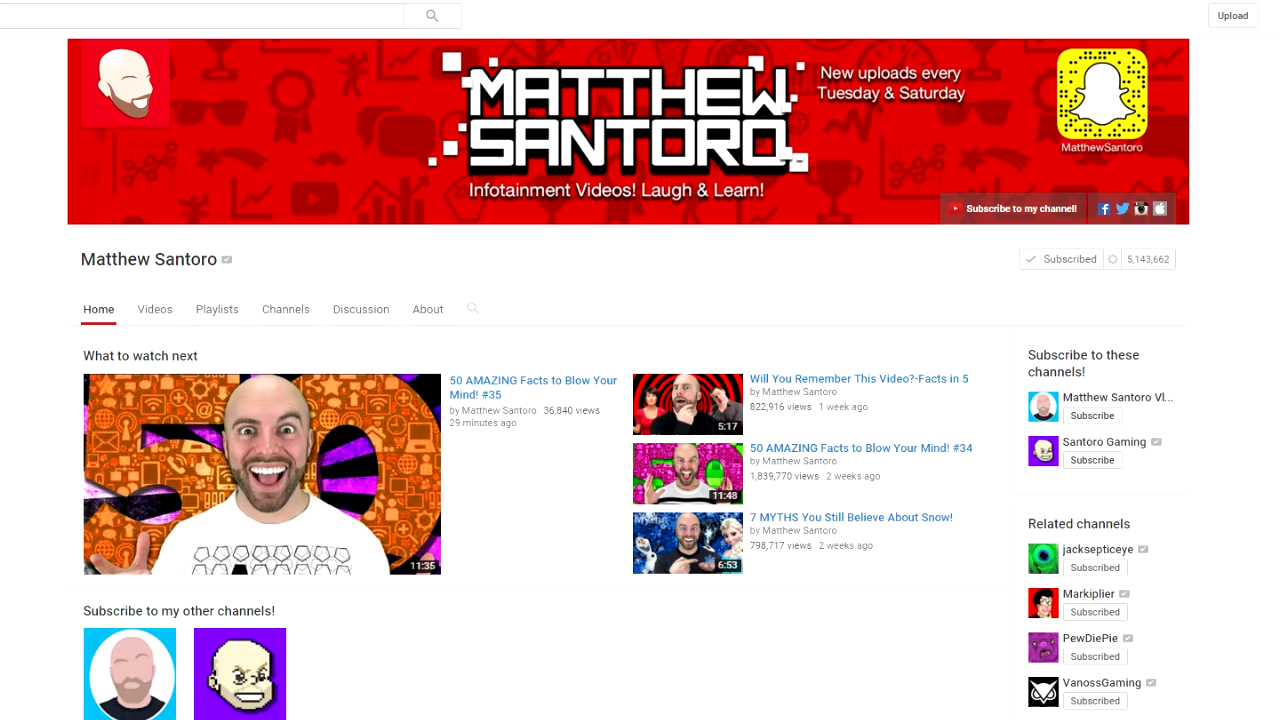 Upload
MATTHEW
SANTORO
New uploads every
Tuesday & Saturday
Infotainment Videos! Laugh & Learn!
MatthewSantoro
Subscribe to my channel!
Matthew Santoro
Subscribed
5,143,662
Home
Videos
Playlists
Channels
Discussion
About
What to watch next
11:35
50 AMAZING Facts to Blow Your
Mind! #35
by Matthew Santoro 36,840 views
29 minutes ago
5:17
Will You Remember This Video?-Facts in 5
by Matthew Santoro
822,916 views 1 week ago
11:48
50 AMAZING Facts to Blow Your Mind! #34
by Matthew Santoro
1,839,770 views 2 weeks ago
6:53
7 MYTHS You Still Believe About Snow!
by Matthew Santoro
798,717 views 2 weeks ago
Subscribe to my other channels!
Subscribe to these
channels!
Matthew Santoro Vl...
Subscribe
Santoro Gaming
Subscribe
Related channels
jacksepticeye
Subscribed
Markiplier
Subscribed
PewDiePie
Subscribed
VanossGaming
Subscribed